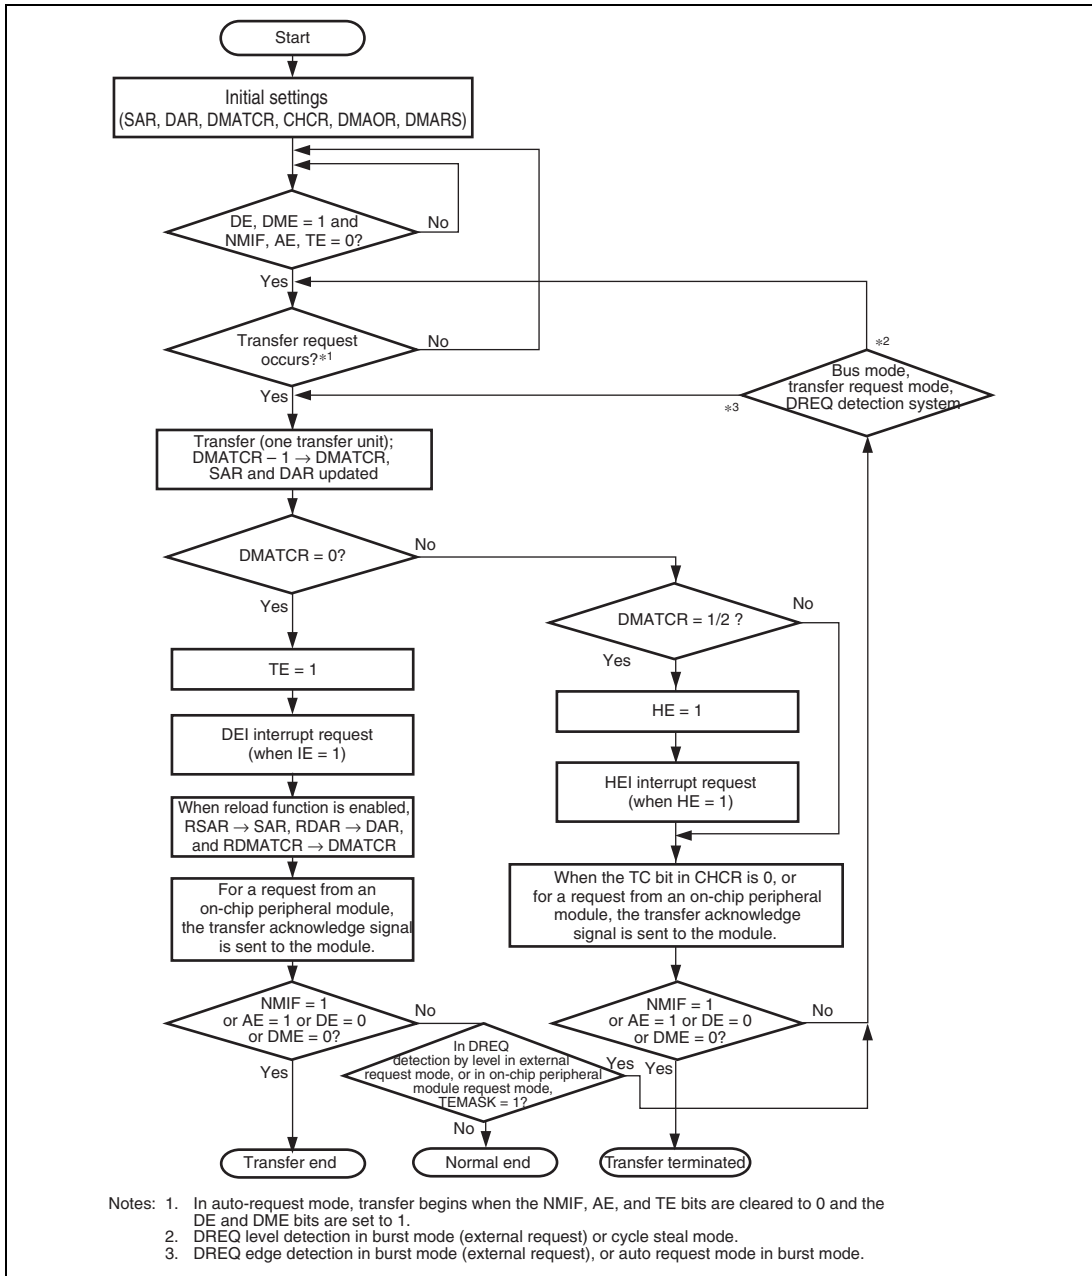 Start
Initial settings
(SAR, DAR, DMATCR, CHCR, DMAOR, DMARS)
DE, DME = 1 and
NMIF, AE, TE = 0?
No
Yes
Transfer request
occurs?*1
No
Yes
*2
Bus mode,
transfer request mode,
DREQ detection system
*3
Transfer (one transfer unit);
DMATCR – 1 → DMATCR,
SAR and DAR updated
DMATCR = 0?
No
Yes
DMATCR = 1/2 ?
No
Yes
TE = 1
HE = 1
DEI interrupt request
(when IE = 1)
HEI interrupt request
(when HE = 1)
When reload function is enabled,
RSAR → SAR, RDAR → DAR,
and RDMATCR → DMATCR
For a request from an
on-chip peripheral module,
the transfer acknowledge signal
is sent to the module.
When the TC bit in CHCR is 0, or
for a request from an on-chip peripheral
module, the transfer acknowledge
signal is sent to the module.
NMIF = 1
or AE = 1 or DE = 0
or DME = 0?
No
Yes
NMIF = 1
or AE = 1 or DE = 0
or DME = 0?
No
Yes
In DREQ
detection by level in external
request mode, or in on-chip peripheral
module request mode,
TEMASK = 1?
Yes
No
Transfer end
Normal end
Transfer terminated
Notes: 1. In auto-request mode, transfer begins when the NMIF, AE, and TE bits are cleared to 0 and the
DE and DME bits are set to 1.
2. DREQ level detection in burst mode (external request) or cycle steal mode.
3. DREQ edge detection in burst mode (external request), or auto request mode in burst mode.